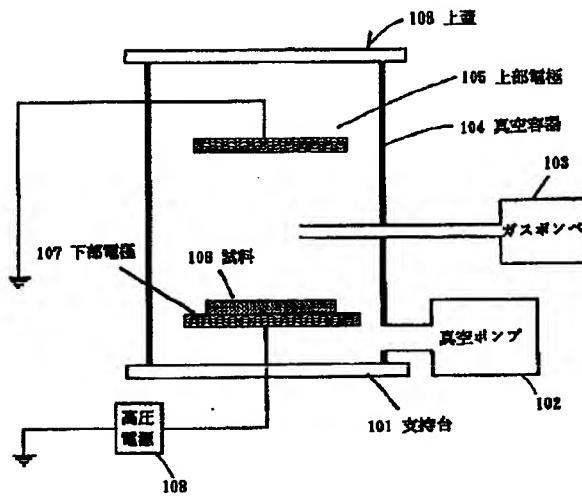 109 上蓋
105 上部電極
104 真空容器
103
ガスボンベ
107 下部電極
106 試料
真空ポンプ
102
101 支持台
高圧
電源
108